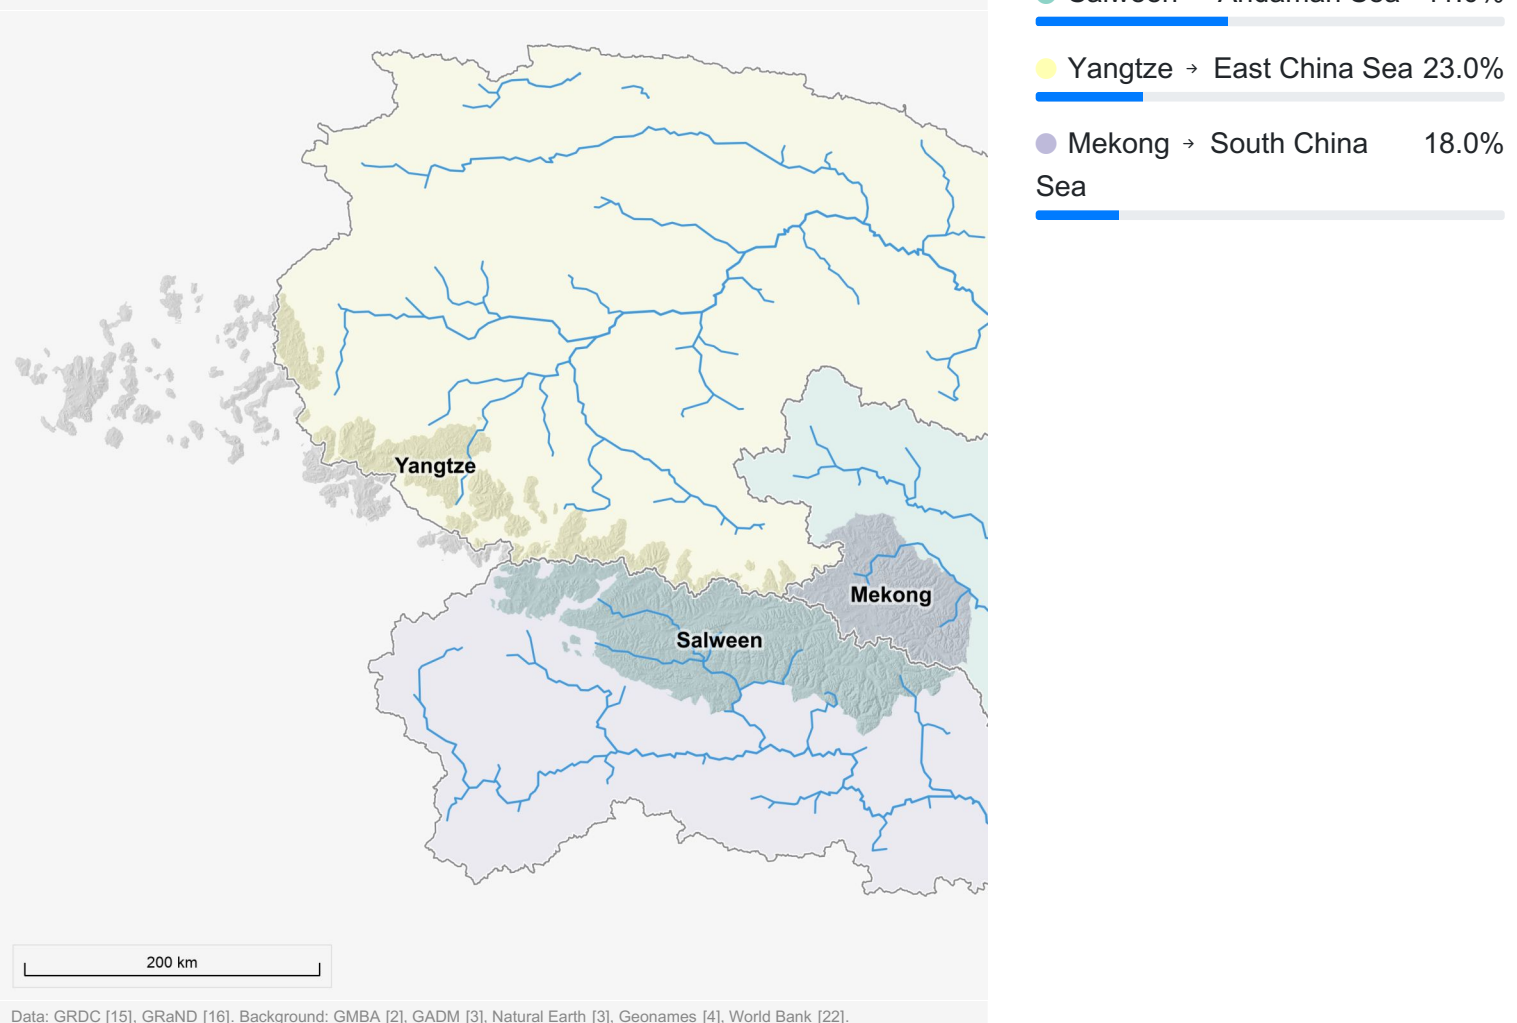 Yangtze → East China Sea 23.0%
Mekong → South China 18.0%
Sea
Yangtze
Mekong
Salween
200 km
Data: GRDC [15], GRaND [16]. Background: GMBA [2], GADM [3], Natural Earth [3], Geonames [4], World Bank [22].